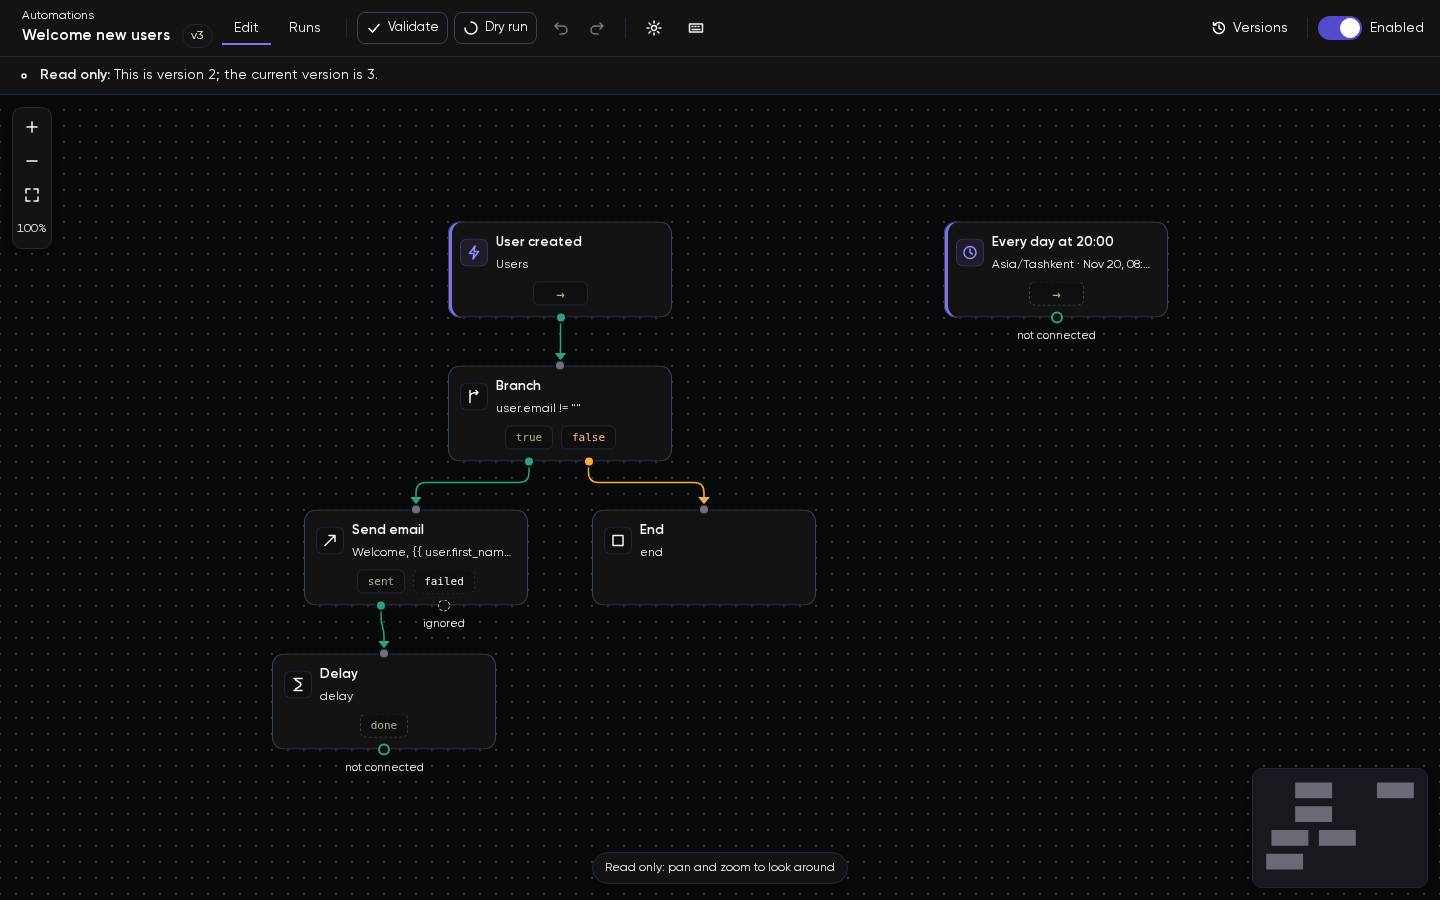 Automations
Welcome new users
v3
Edit
Runs
Validate
Dry run
Versions
Enabled
Read only: This is version 2; the current version is 3.
100%
User created
Users
→
Every day at 20:00
Asia/Tashkent · Nov 20, 08:...
→
not connected
Branch
user.email != ""
true
false
Send email
Welcome, {{ user.first_nam...
sent
failed
ignored
End
end
Delay
delay
done
not connected
Read only: pan and zoom to look around